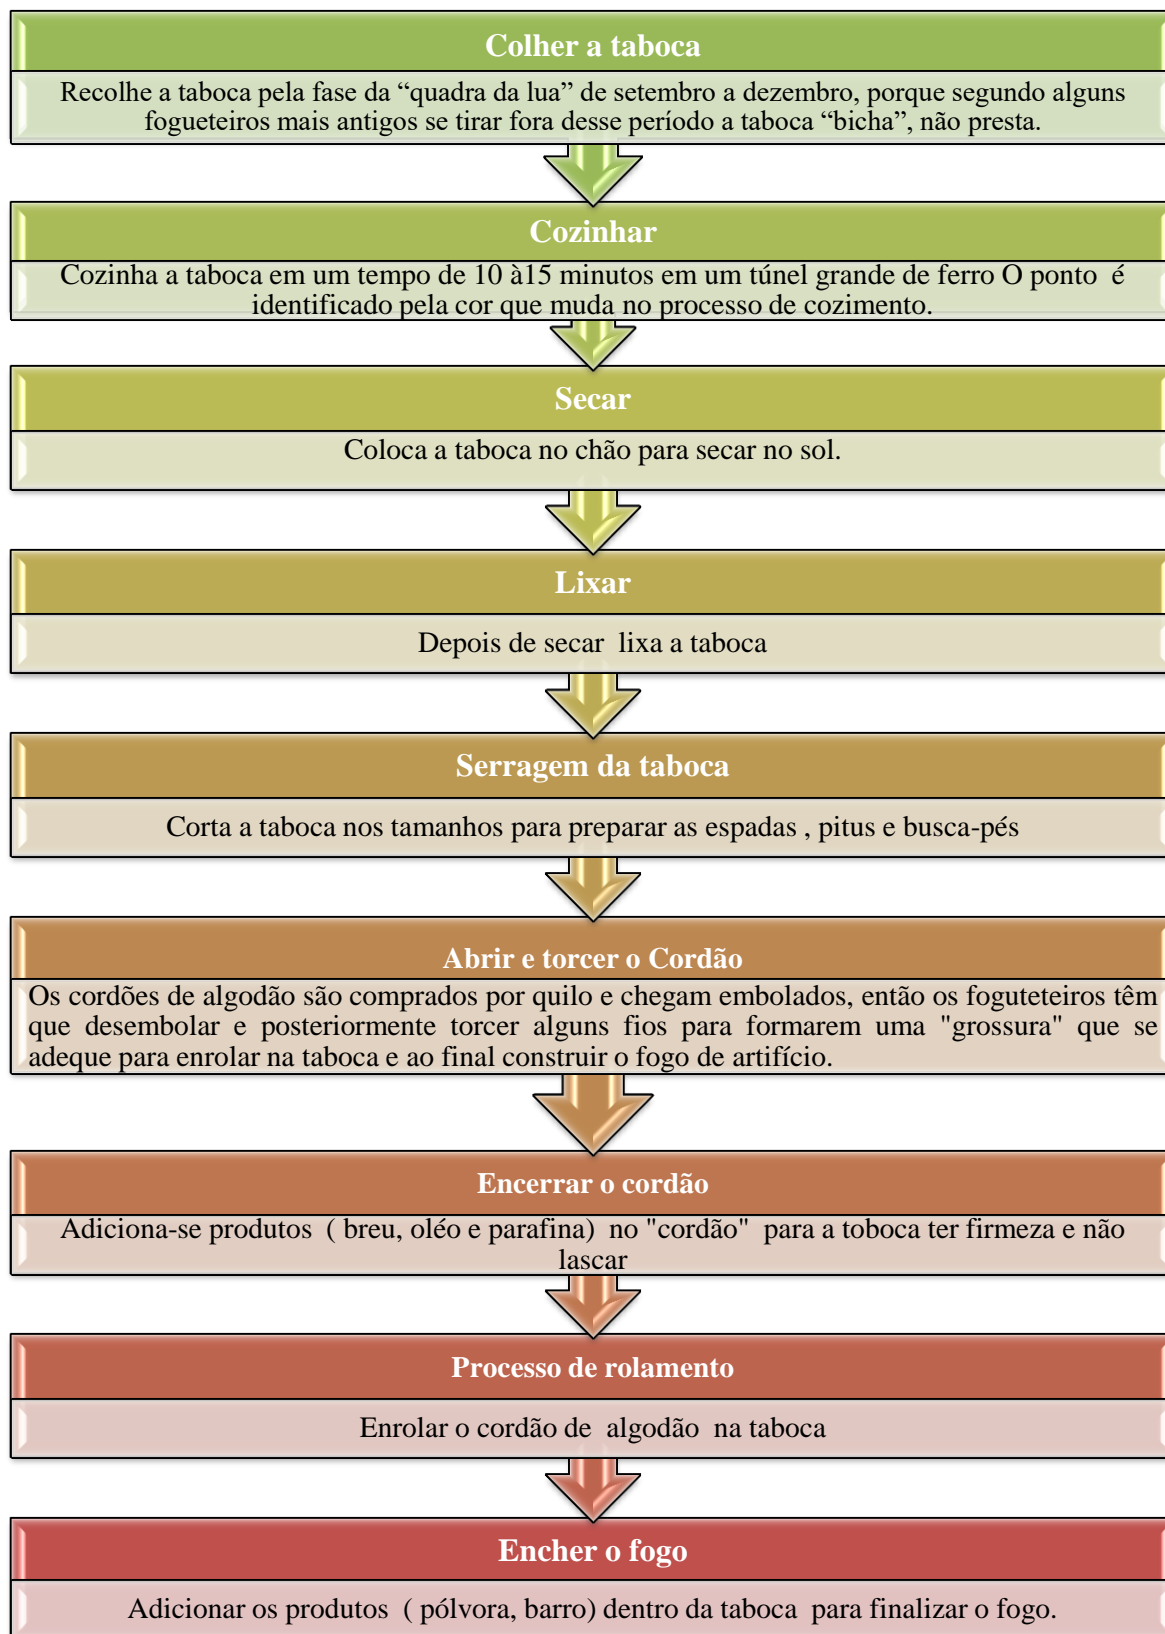 Colher a taboca
Recolhe a taboca pela fase da “quadra da lua” de setembro a dezembro, porque segundo alguns
fogueteiros mais antigos se tirar fora desse período a taboca “bicha”, não presta.
Cozinhar
Cozinha a taboca em um tempo de 10 à15 minutos em um túnel grande de ferro O ponto é
identificado pela cor que muda no processo de cozimento.
Secar
Coloca a taboca no chão para secar no sol.
Lixar
Depois de secar lixa a taboca
Serragem da taboca
Corta a taboca nos tamanhos para preparar as espadas , pitus e busca-pés
Abrir e torcer o Cordão
Os cordões de algodão são comprados por quilo e chegam embolados, então os foguteteiros têm
que desembolar e posteriormente torcer alguns fios para formarem uma "grossura" que se
adeque para enrolar na taboca e ao final construir o fogo de artifício.
Encerrar o cordão
Adiciona-se produtos ( breu, oléo e parafina) no "cordão" para a toboca ter firmeza e não
lascar
Processo de rolamento
Enrolar o cordão de algodão na taboca
Encher o fogo
Adicionar os produtos ( pólvora, barro) dentro da taboca para finalizar o fogo.